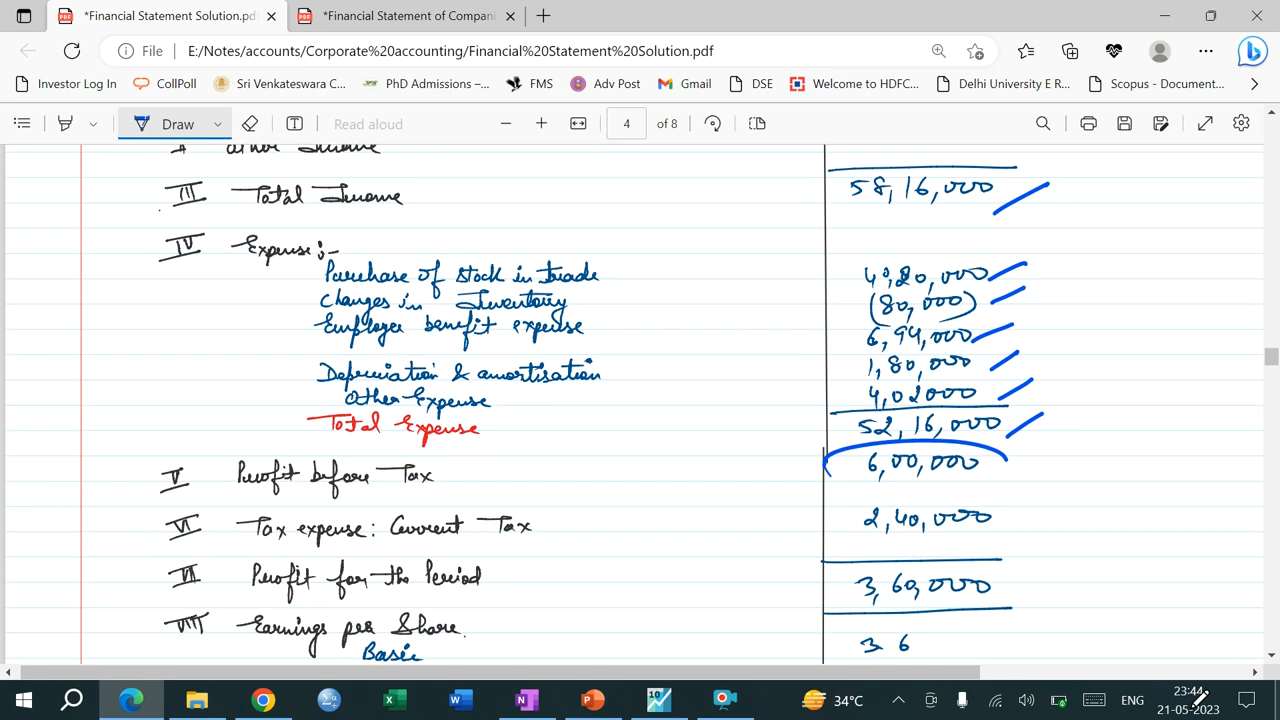 *Financial Statement Solution.pd
*Financial Statement of Compani
File E:/Notes/accounts/Corporate%20accounting/Financial%20Statement%20Solution.pdf
Investor Log In CollPoll Sri Venkateswara C... PhD Admissions –... FMS Adv Post Gmail DSE Welcome to HDFC... Delhi University E R... Scopus - Document...
Draw Read aloud 4 of 8
II Other Income
III Total Income 58,16,000
IV Expense:-
Purchase of stock in trade 40,20,000
Changes in Inventory (80,000)
Employee benefit expense 6,94,000
Depreciation & amortisation 1,80,000
Other Expense 4,02000
Total Expense 52,16,000
V Profit before Tax 6,00,000
VI Tax expense: Current Tax 2,40,000
VII Profit for the Period 3,60,000
VIII Earnings per Share.
Basic 3 6
34°C ENG 23:44
21-05-2023